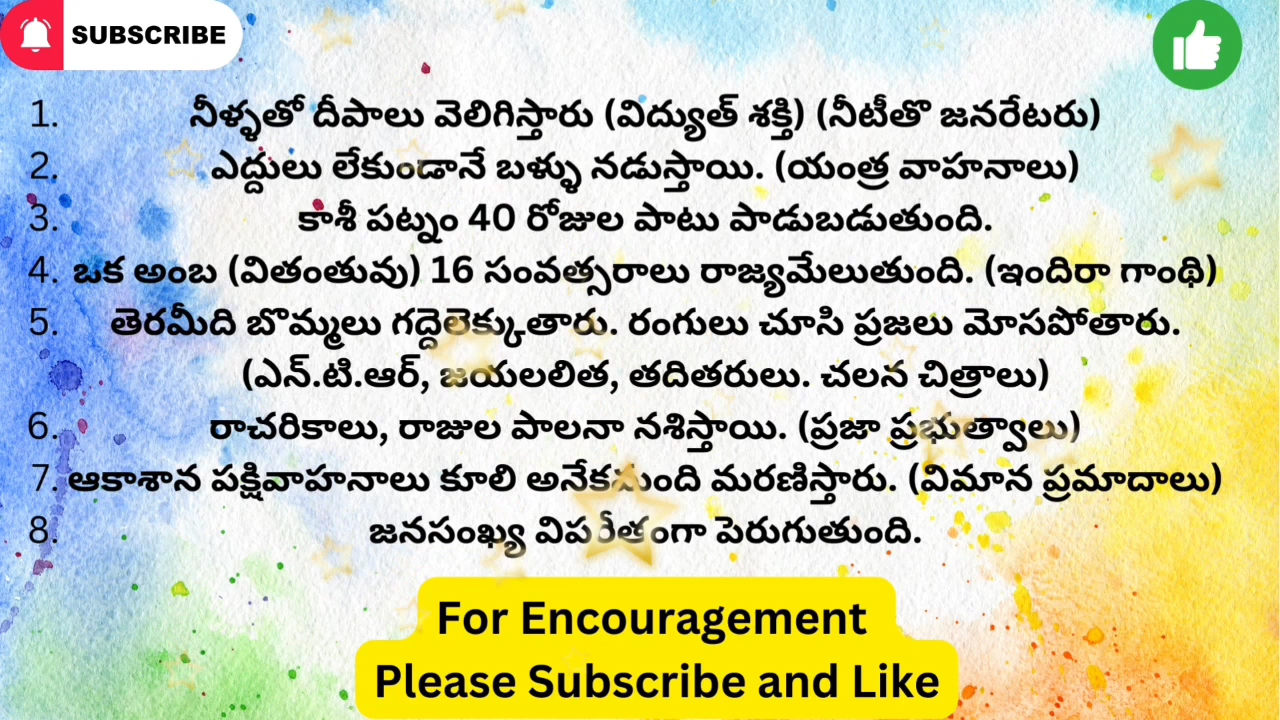 SUBSCRIBE
1. నీళ్ళతో దీపాలు వెలిగిస్తారు (విద్యుత్ శక్తి) (నీటీతొ జనరేటరు)
2. ఎద్దులు లేకుండానే బళ్ళు నడుస్తాయి. (యంత్ర వాహనాలు)
3. కాశీ పట్నం 40 రోజుల పాటు పాడుబడుతుంది.
4. ఒక అంబ (వితంతువు) 16 సంవత్సరాలు రాజ్యమేలుతుంది. (ఇందిరా గాంధి)
5. తెరమీది బొమ్మలు గద్దెలెక్కుతారు. రంగులు చూసి ప్రజలు మోసపోతారు.
(ఎన్.టి.ఆర్, జయలలిత, తదితరులు. చలన చిత్రాలు)
6. రాచరికాలు, రాజుల పాలనా నశిస్తాయి. (ప్రజా ప్రభుత్వాలు)
7. ఆకాశాన పక్షివాహనాలు కూలి అనేకమంది మరణిస్తారు. (విమాన ప్రమాదాలు)
8. జనసంఖ్య విపరీతంగా పెరుగుతుంది.
For Encouragement
Please Subscribe and Like